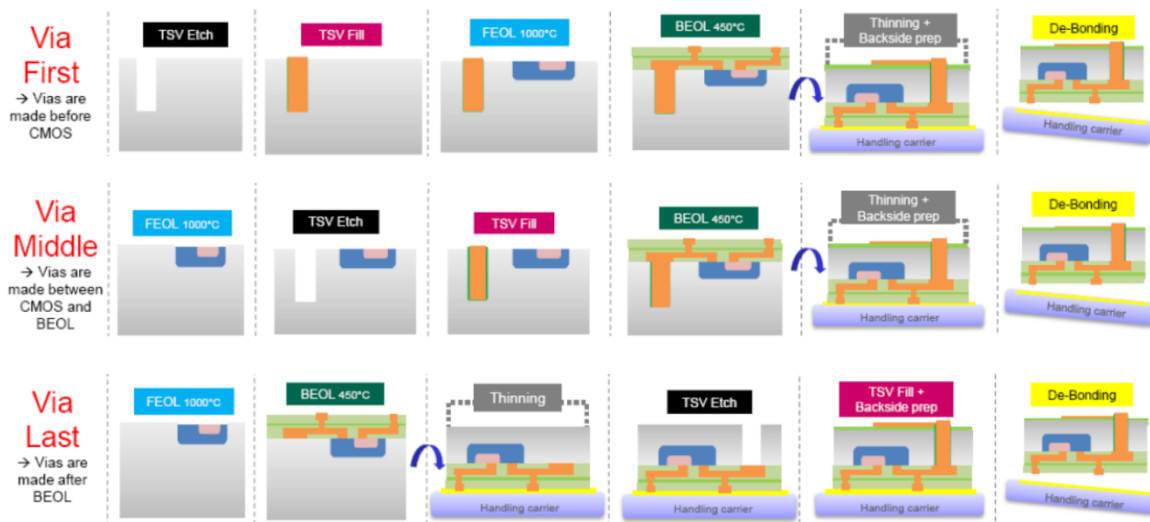 Via
First
→ Vias are
made before
CMOS
TSV Etch
TSV Fill
FEOL 1000°C
BEOL 450°C
Thinning +
Backside prep
Handling carrier
De-Bonding
Handling carrier
Via
Middle
→ Vias are
made between
CMOS and
BEOL
FEOL 1000°C
TSV Etch
TSV Fill
BEOL 450°C
Thinning +
Backside prep
Handling carrier
De-Bonding
Handling carrier
Via
Last
→ Vias are
made after
BEOL
FEOL 1000°C
BEOL 450°C
Thinning
Handling carrier
TSV Etch
Handling carrier
TSV Fill +
Backside prep
Handling carrier
De-Bonding
Handling carrier